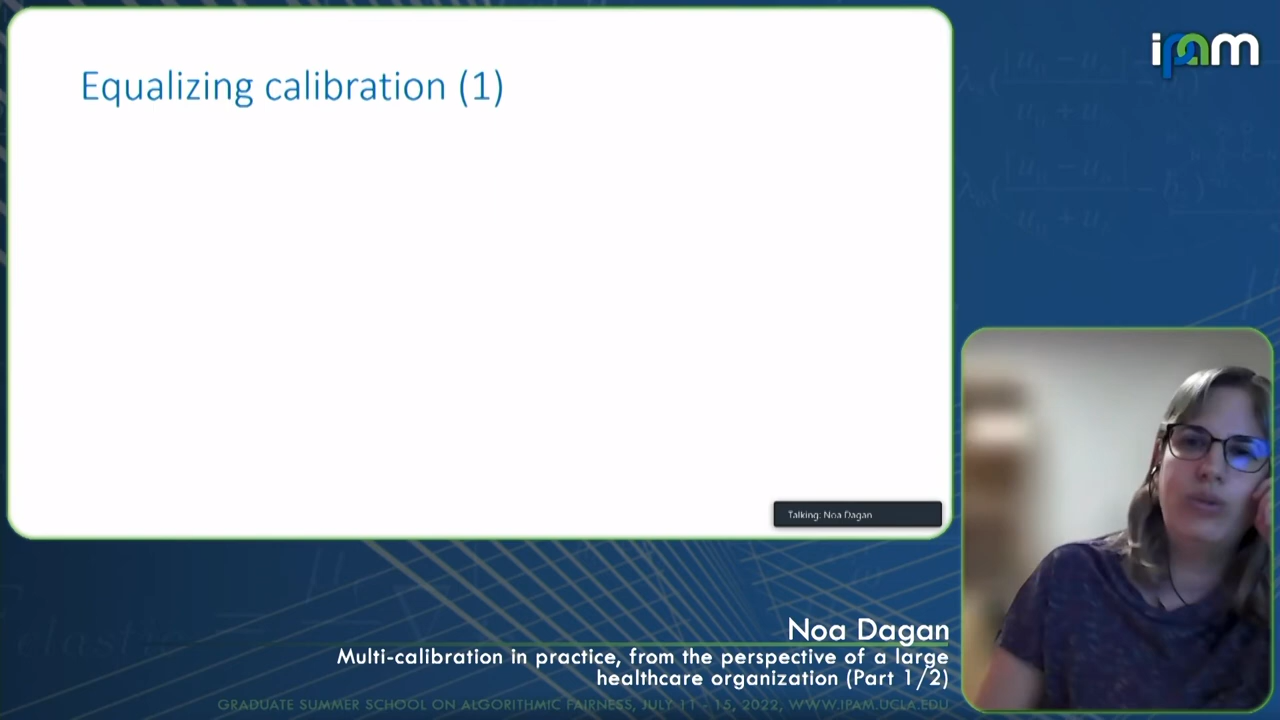 Equalizing calibration (1)
ipam
Talking: Noa Dagan
Noa Dagan
Multi-calibration in practice, from the perspective of a large
healthcare organization (Part 1/2)
GRADUATE SUMMER SCHOOL ON ALGORITHMIC FAIRNESS, JULY 11 - 15, 2022, WWW.IPAM.UCLA.EDU